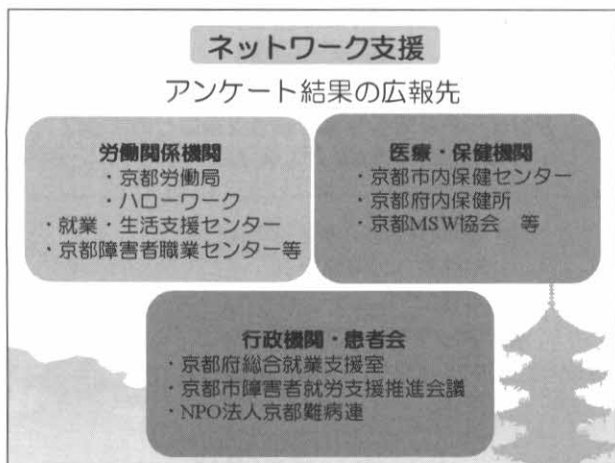 ネットワーク支援
アンケート結果の広報先
労働関係機関
・京都労働局
・ハローワーク
・就業・生活支援センター
・京都障害者職業センター等
医療・保健機関
・京都市内保健センター
・京都府内保健所
・京都MSW協会　等
行政機関・患者会
・京都府総合就業支援室
・京都市障害者就労支援推進会議
・NPO法人京都難病連